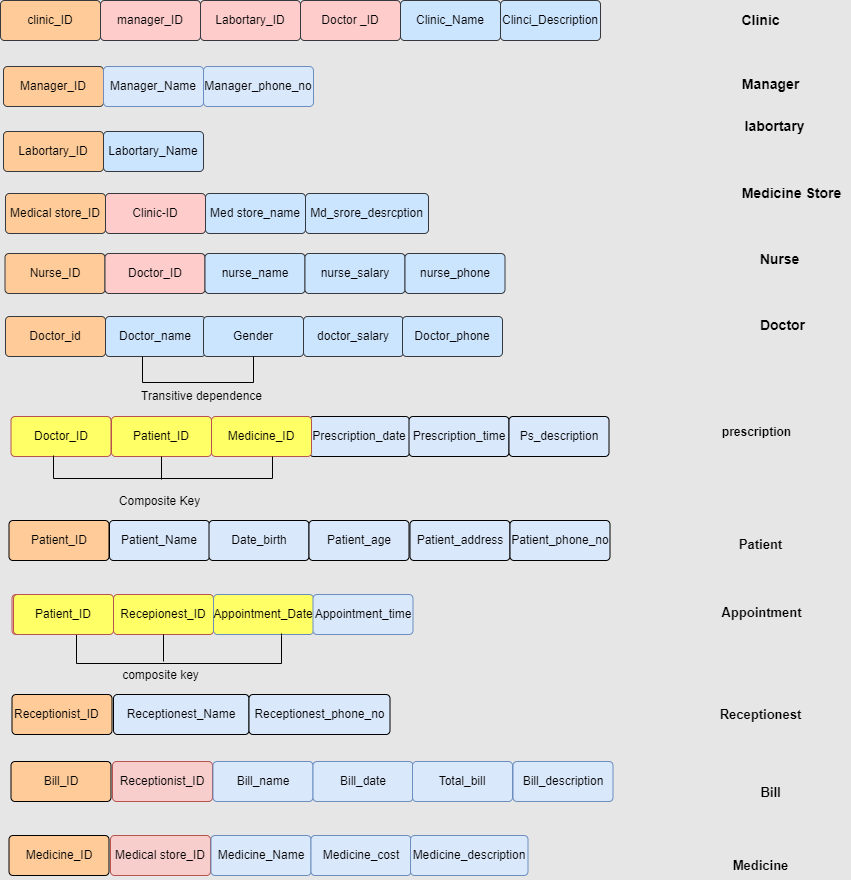 clinic_ID manager_ID Labortary_ID Doctor _ID Clinic_Name Clinci_Description Clinic
Manager_ID Manager_Name Manager_phone_no Manager
labortary
Labortary_ID Labortary_Name
Medical store_ID Clinic-ID Med store_name Md_srore_desrcption Medicine Store
Nurse_ID Doctor_ID nurse_name nurse_salary nurse_phone Nurse
Doctor_id Doctor_name Gender doctor_salary Doctor_phone Doctor
Transitive dependence
Doctor_ID Patient_ID Medicine_ID Prescription_date Prescription_time Ps_description prescription
Composite Key
Patient_ID Patient_Name Date_birth Patient_age Patient_address Patient_phone_no Patient
Patient_ID Recepionest_ID Appointment_Date Appointment_time Appointment
composite key
Receptionist_ID Receptionest_Name Receptionest_phone_no Receptionest
Bill_ID Receptionist_ID Bill_name Bill_date Total_bill Bill_description Bill
Medicine_ID Medical store_ID Medicine_Name Medicine_cost Medicine_description Medicine